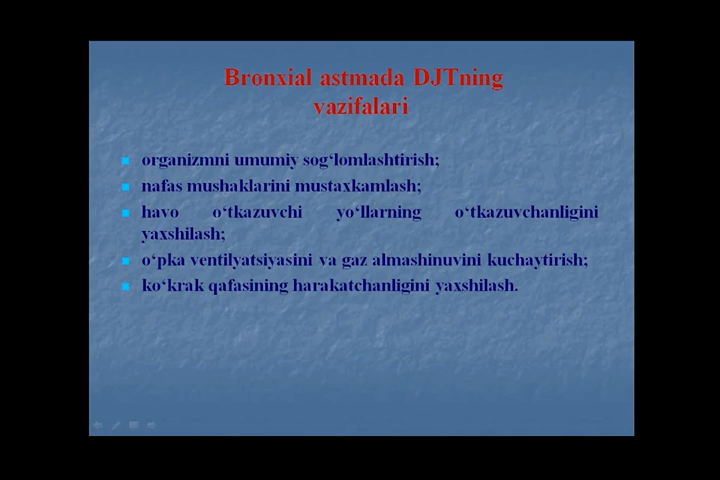 Bronxial astmada DJTning
vazifalari
organizmni umumiy sog‘lomlashtirish;
nafas mushaklarini mustaxkamlash;
havo o‘tkazuvchi yo‘llarning o‘tkazuvchanligini
yaxshilash;
o‘pka ventilyatsiyasini va gaz almashinuvini kuchaytirish;
ko‘krak qafasining harakatchanligini yaxshilash.